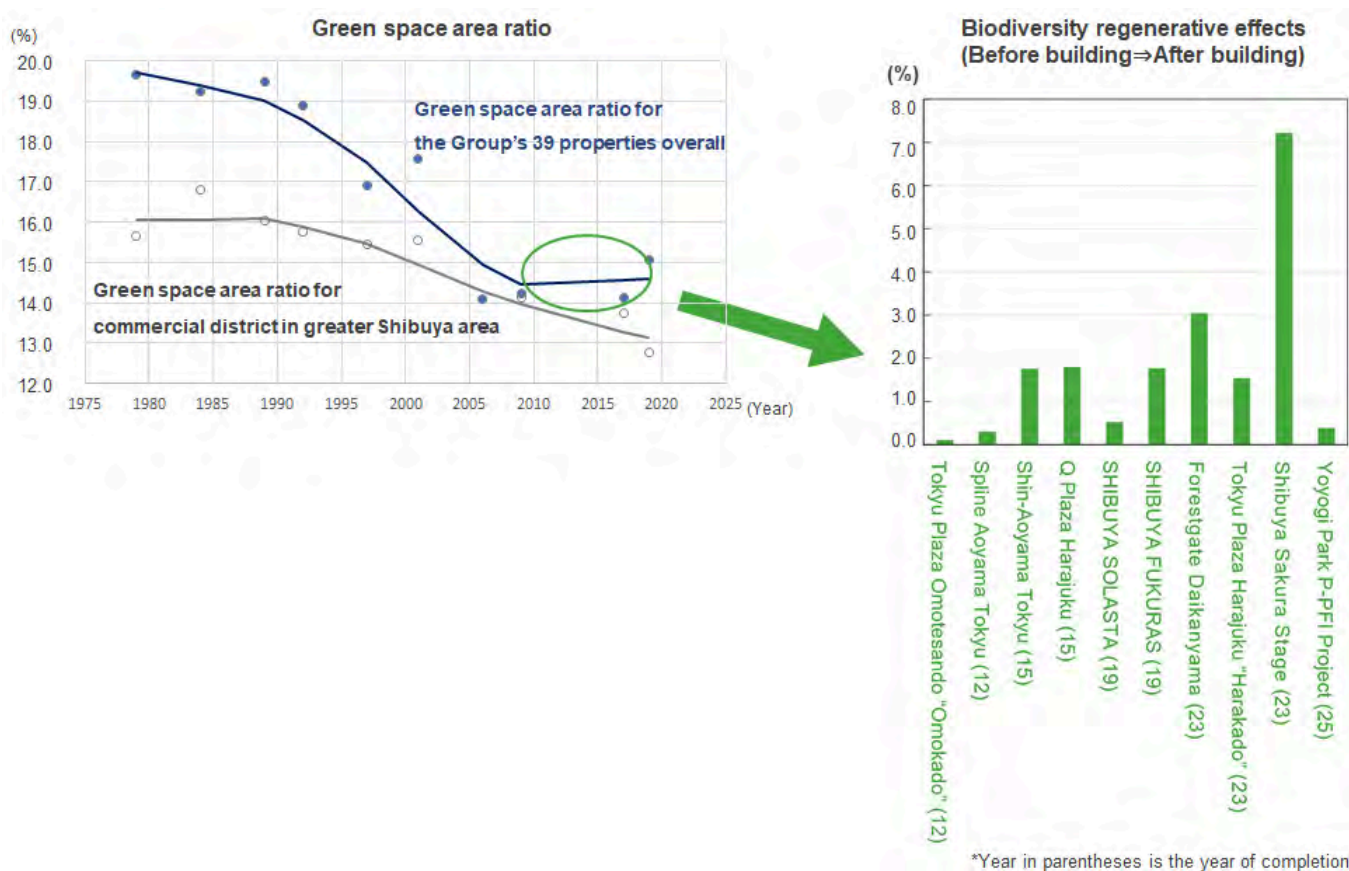 Green space area ratio
(%)
20.0
19.0
18.0
17.0
16.0
15.0
14.0
13.0
12.0
Green space area ratio for
the Group's 39 properties overall
Green space area ratio for
commercial district in greater Shibuya area
1975
1980
1985
1990
1995
2000
2005
2010
2015
2020
2025
(Year)
Biodiversity regenerative effects
(Before building⇒After building)
(%)
8.0
7.0
6.0
5.0
4.0
3.0
2.0
1.0
0.0
Tokyu Plaza Omotesando "Omokado" (12)
Spline Aoyama Tokyu (12)
Shin-Aoyama Tokyu (15)
Q Plaza Harajuku (15)
SHIBUYA SOLASTA (19)
SHIBUYA FUKURAS (19)
Forestgate Daikanyama (23)
Tokyu Plaza Harajuku "Harakado" (23)
Shibuya Sakura Stage (23)
Yoyogi Park P-PFI Project (25)
*Year in parentheses is the year of completion